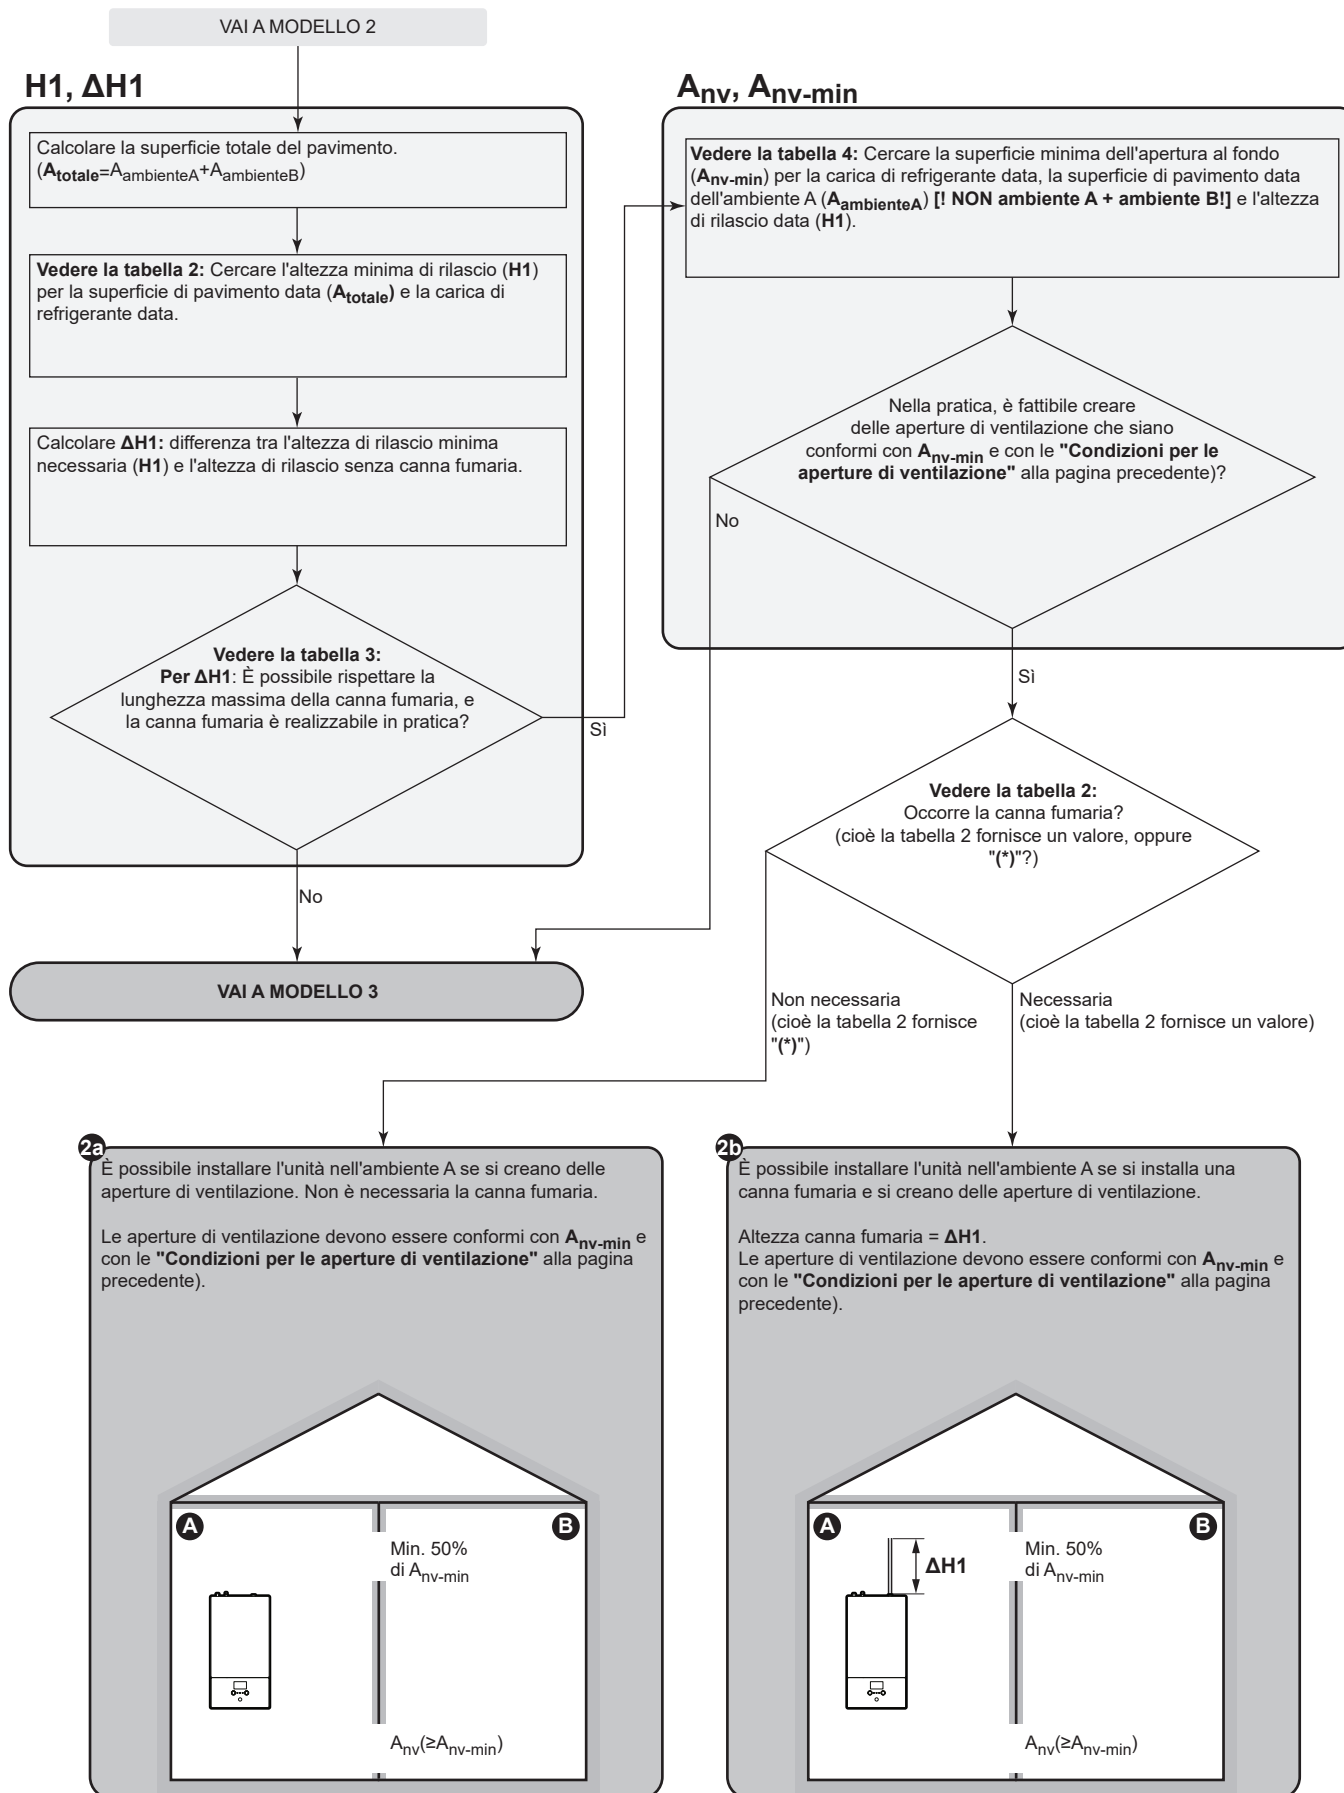 VAI A MODELLO 2
H1, ΔH1
Calcolare la superficie totale del pavimento.
(Atotale=AambienteA+AambienteB)
Vedere la tabella 2: Cercare l'altezza minima di rilascio (H1)
per la superficie di pavimento data (Atotale) e la carica di
refrigerante data.
Calcolare ΔH1: differenza tra l'altezza di rilascio minima
necessaria (H1) e l'altezza di rilascio senza canna fumaria.
Vedere la tabella 3:
Per ΔH1: È possibile rispettare la
lunghezza massima della canna fumaria, e
la canna fumaria è realizzabile in pratica?
Sì
No
VAI A MODELLO 3
Anv, Anv-min
Vedere la tabella 4: Cercare la superficie minima dell'apertura al fondo
(Anv-min) per la carica di refrigerante data, la superficie di pavimento data
dell'ambiente A (AambienteA) [! NON ambiente A + ambiente B!] e l'altezza
di rilascio data (H1).
Nella pratica, è fattibile creare
delle aperture di ventilazione che siano
conformi con Anv-min e con le "Condizioni per le
aperture di ventilazione" alla pagina precedente)?
No
Sì
Vedere la tabella 2:
Occorre la canna fumaria?
(cioè la tabella 2 fornisce un valore, oppure
"(*)"?)
Non necessaria
(cioè la tabella 2 fornisce
"(*)")
Necessaria
(cioè la tabella 2 fornisce un valore)
2a
È possibile installare l'unità nell'ambiente A se si creano delle
aperture di ventilazione. Non è necessaria la canna fumaria.
Le aperture di ventilazione devono essere conformi con Anv-min e
con le "Condizioni per le aperture di ventilazione" alla pagina
precedente).
A
B
Min. 50%
di Anv-min
Anv(≥Anv-min)
2b
È possibile installare l'unità nell'ambiente A se si installa una
canna fumaria e si creano delle aperture di ventilazione.
Altezza canna fumaria = ΔH1.
Le aperture di ventilazione devono essere conformi con Anv-min e
con le "Condizioni per le aperture di ventilazione" alla pagina
precedente).
A
B
ΔH1
Min. 50%
di Anv-min
Anv(≥Anv-min)